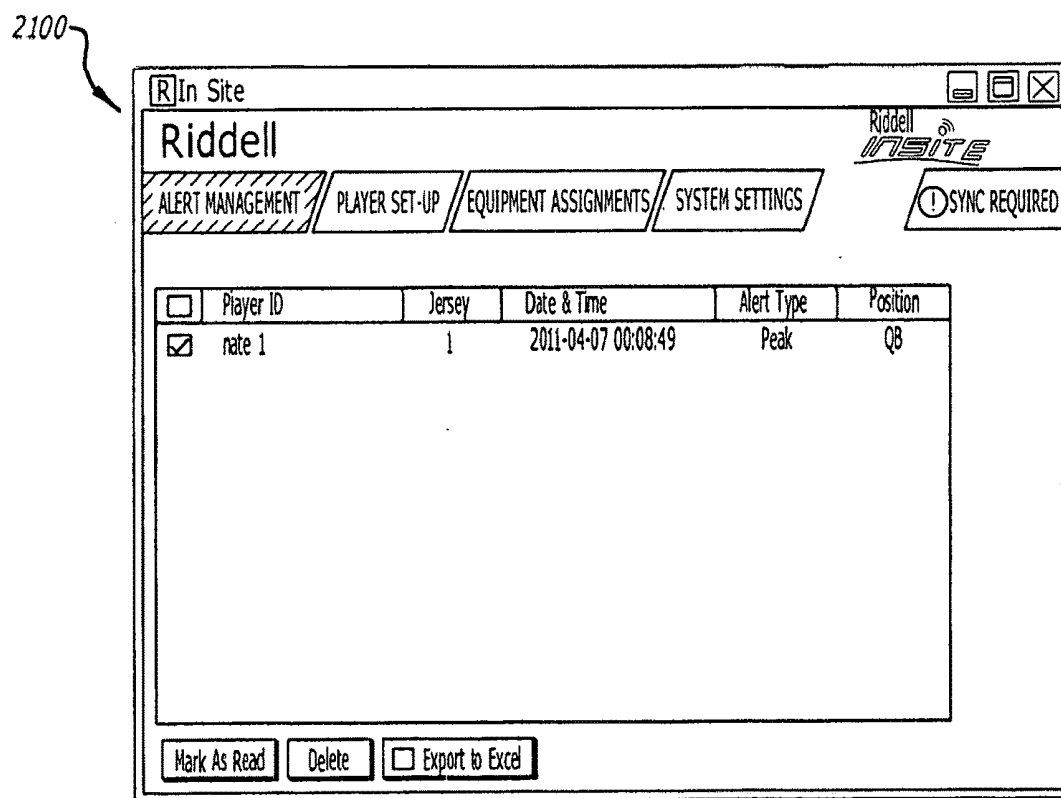 2100
R In Site
Riddell
Riddell
INSITE
ALERT MANAGEMENT PLAYER SET-UP EQUIPMENT ASSIGNMENTS SYSTEM SETTINGS ! SYNC REQUIRED
Player ID Jersey Date & Time Alert Type Position
nate 1 1 2011-04-07 00:08:49 Peak QB
Mark As Read Delete Export to Excel